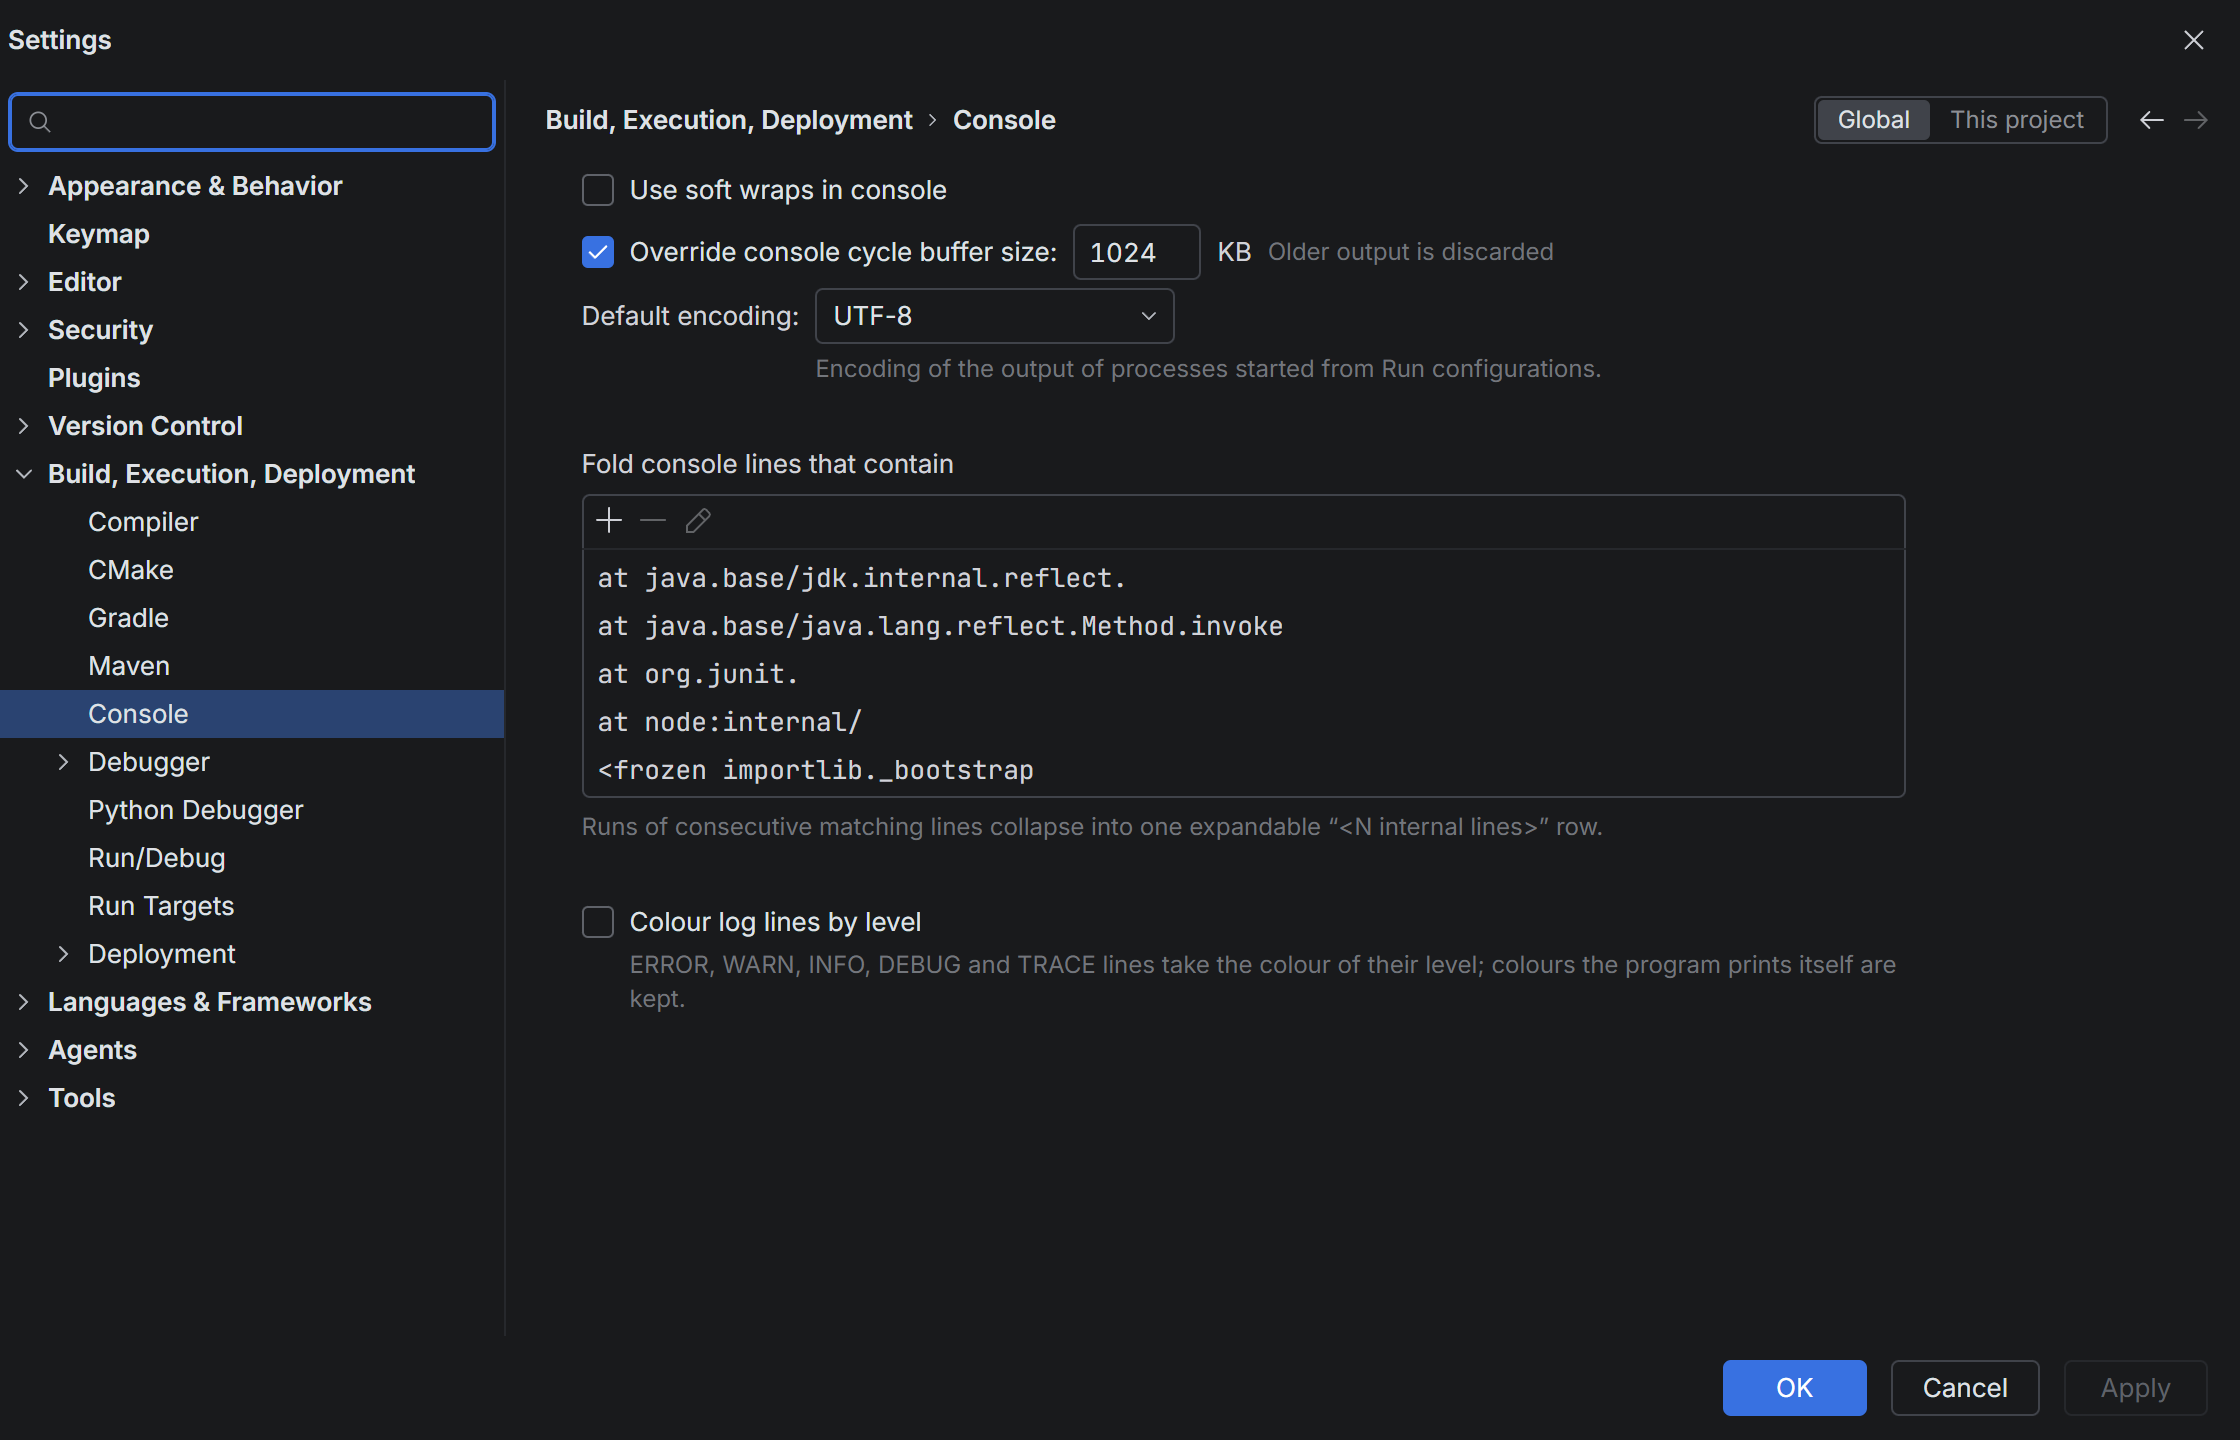 Settings
Appearance & Behavior
Keymap
Editor
Security
Plugins
Version Control
Build, Execution, Deployment
Compiler
CMake
Gradle
Maven
Console
Debugger
Python Debugger
Run/Debug
Run Targets
Deployment
Languages & Frameworks
Agents
Tools
Build, Execution, Deployment › Console
Global This project
Use soft wraps in console
Override console cycle buffer size: 1024 KB Older output is discarded
Default encoding: UTF-8
Encoding of the output of processes started from Run configurations.
Fold console lines that contain
at java.base/jdk.internal.reflect.
at java.base/java.lang.reflect.Method.invoke
at org.junit.
at node:internal/
<frozen importlib._bootstrap
Runs of consecutive matching lines collapse into one expandable “<N internal lines>” row.
Colour log lines by level
ERROR, WARN, INFO, DEBUG and TRACE lines take the colour of their level; colours the program prints itself are
kept.
OK Cancel Apply